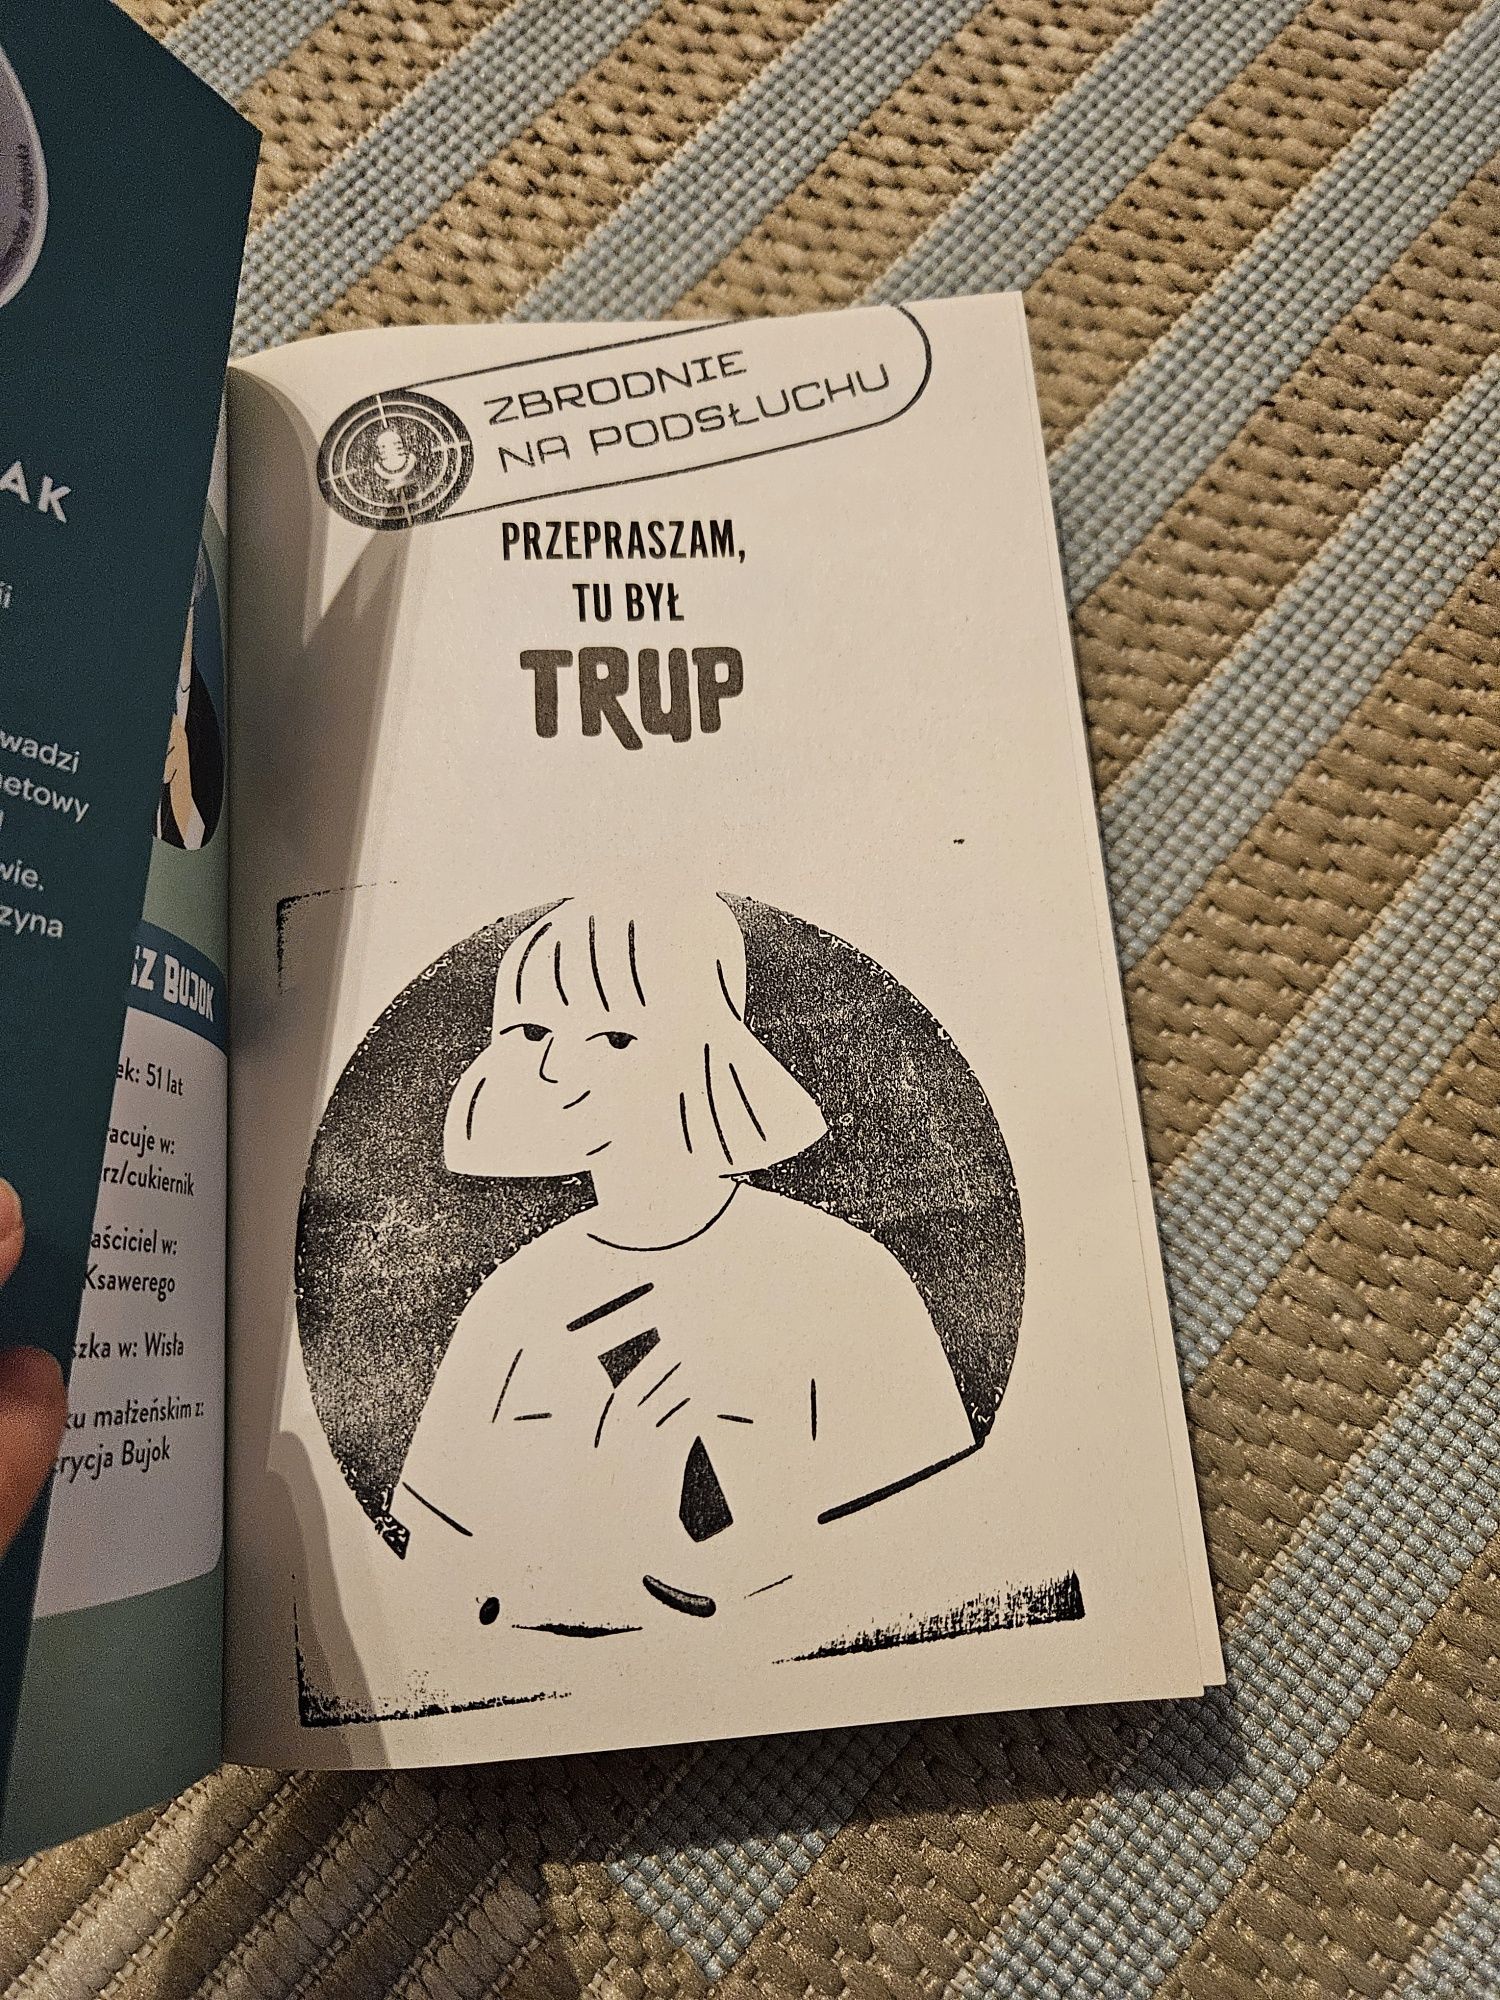 AK
wadzi
etowy
wie.
zyna
SZ BUJOK
ek: 51 lat
acuje w:
rz/cukiernik
aściciel w:
Ksawerego
szka w: Wisła
ku małżeńskim z:
rycja Bujok
ZBRODNIE
NA PODSŁUCHU
PRZEPRASZAM,
TU BYŁ
TRUP